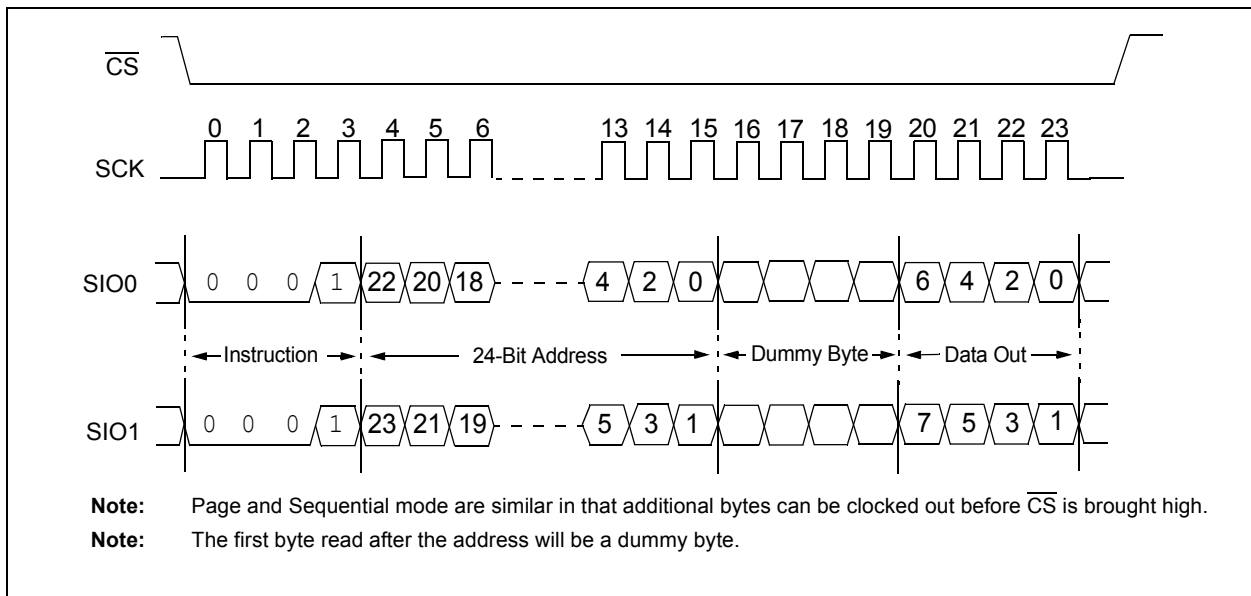 CS
0 1 2 3 4 5 6 13 14 15 16 17 18 19 20 21 22 23
SCK
SIO0 0 0 0 1 22 20 18 4 2 0 6 4 2 0
Instruction 24-Bit Address Dummy Byte Data Out
SIO1 0 0 0 1 23 21 19 5 3 1 7 5 3 1
Note: Page and Sequential mode are similar in that additional bytes can be clocked out before CS is brought high.
Note: The first byte read after the address will be a dummy byte.